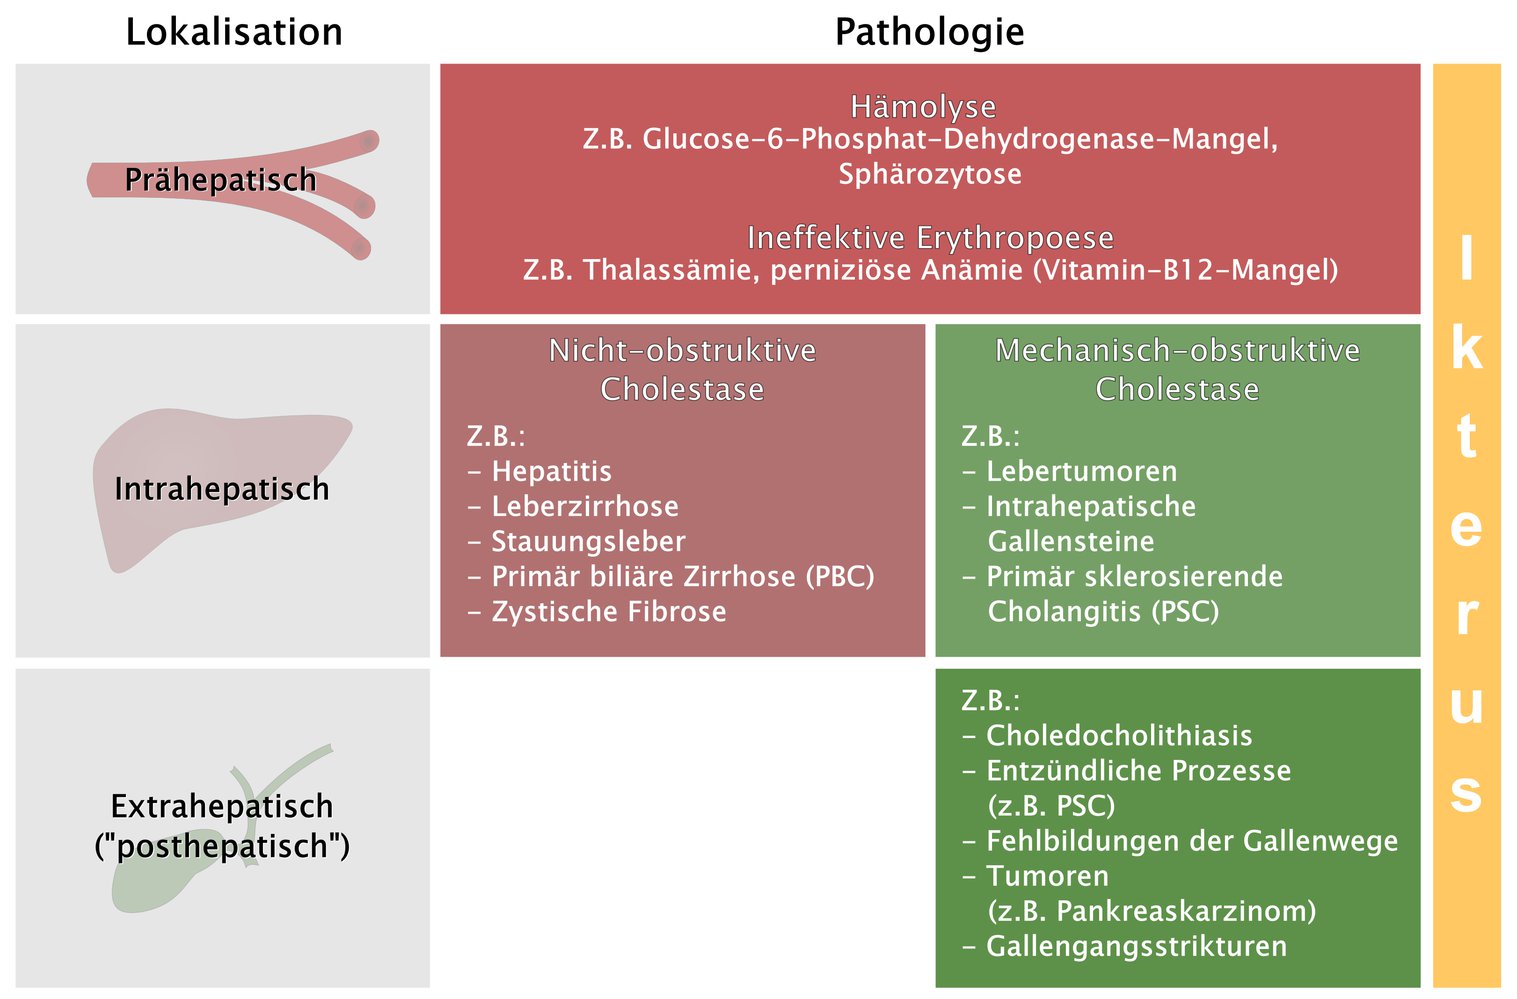 Lokalisation
Pathologie
Prähepatisch
Hämolyse
Z.B. Glucose-6-Phosphat-Dehydrogenase-Mangel,
Sphärozytose
Ineffektive Erythropoese
Z.B. Thalassämie, perniziöse Anämie (Vitamin-B12-Mangel)
Intrahepatisch
Nicht-obstruktive
Cholestase
Z.B.:
- Hepatitis
- Leberzirrhose
- Stauungsleber
- Primär biliäre Zirrhose (PBC)
- Zystische Fibrose
Mechanisch-obstruktive
Cholestase
Z.B.:
- Lebertumoren
- Intrahepatische
Gallensteine
- Primär sklerosierende
Cholangitis (PSC)
Extrahepatisch
("posthepatisch")
Z.B.:
- Choledocholithiasis
- Entzündliche Prozesse
(z.B. PSC)
- Fehlbildungen der Gallenwege
- Tumoren
(z.B. Pankreaskarzinom)
- Gallengangsstrikturen
Ikterus